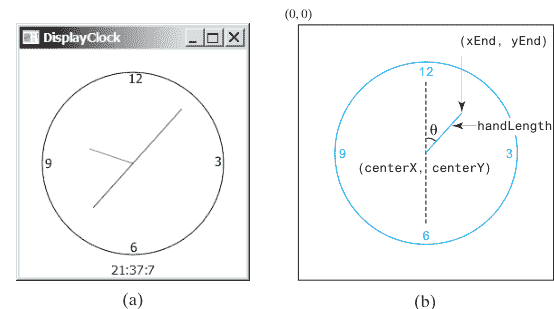 DisplayClock
12
9
3
6
21:37:7
(a)
(0, 0)
(xEnd, yEnd)
12
θ
handLength
9
3
(centerX, centerY)
6
(b)